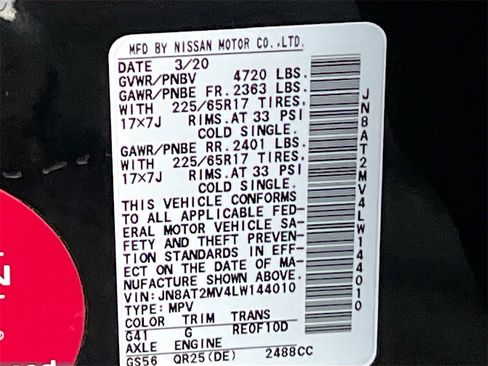 MFD BY NISSAN MOTOR CO.,LTD.
DATE 3/20
GVWR/PNBV 4720 LBS.
GAWR/PNBE FR. 2363 LBS.
WITH 225/65R17 TIRES,
17×7J RIMS.AT 33 PSI
COLD SINGLE.
GAWR/PNBE RR. 2401 LBS.
WITH 225/65R17 TIRES,
17×7J RIMS.AT 33 PSI
COLD SINGLE.
THIS VEHICLE CONFORMS
TO ALL APPLICABLE FED-
ERAL MOTOR VEHICLE SA-
FETY AND THEFT PREVEN-
TION STANDARDS IN EFF-
ECT ON THE DATE OF MA-
NUFACTURE SHOWN ABOVE.
VIN: JN8AT2MV4LW144010
TYPE: MPV
COLOR TRIM TRANS
G41 G RE0F10D
AXLE ENGINE
GS56 QR25(DE) 2488CC
JN8AT2MV4LW144010
N
®